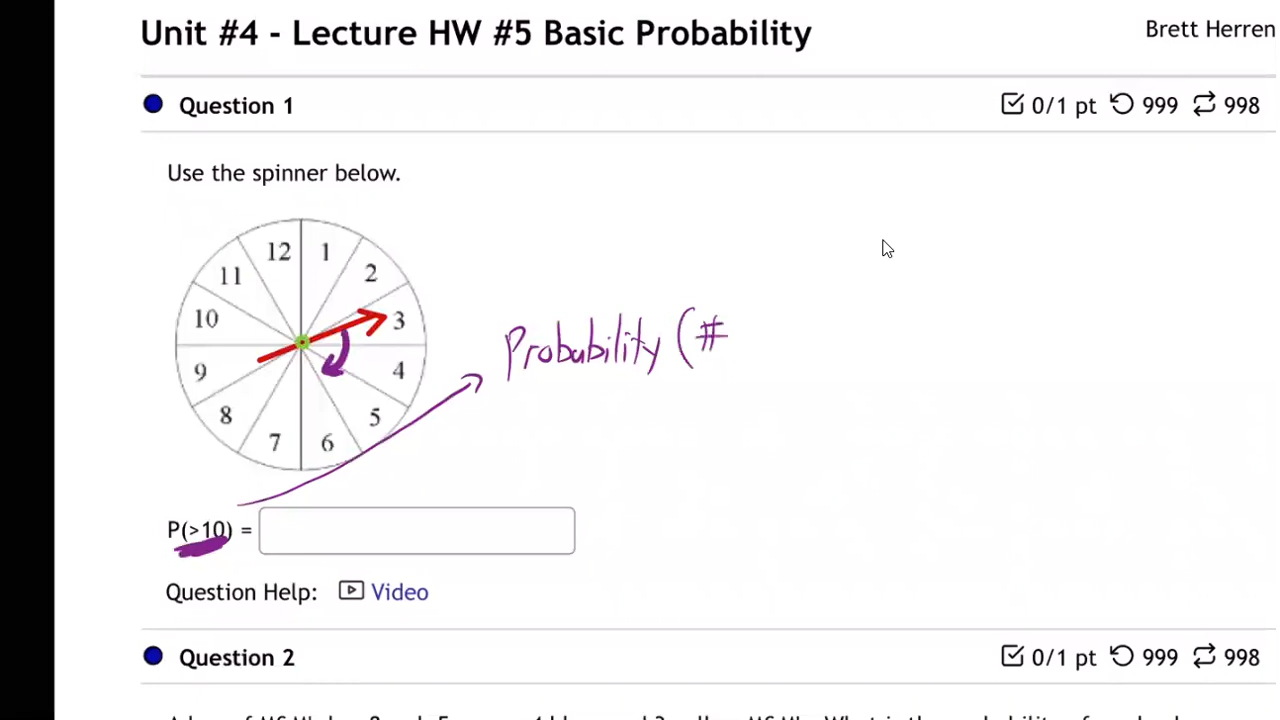 Unit #4 - Lecture HW #5 Basic Probability
Brett Herren
Question 1
0/1 pt 999 998
Use the spinner below.
12 1
11 2
10 3
9 4
8 5
7 6
Probability (#
P(>10) =
Question Help: Video
Question 2
0/1 pt 999 998